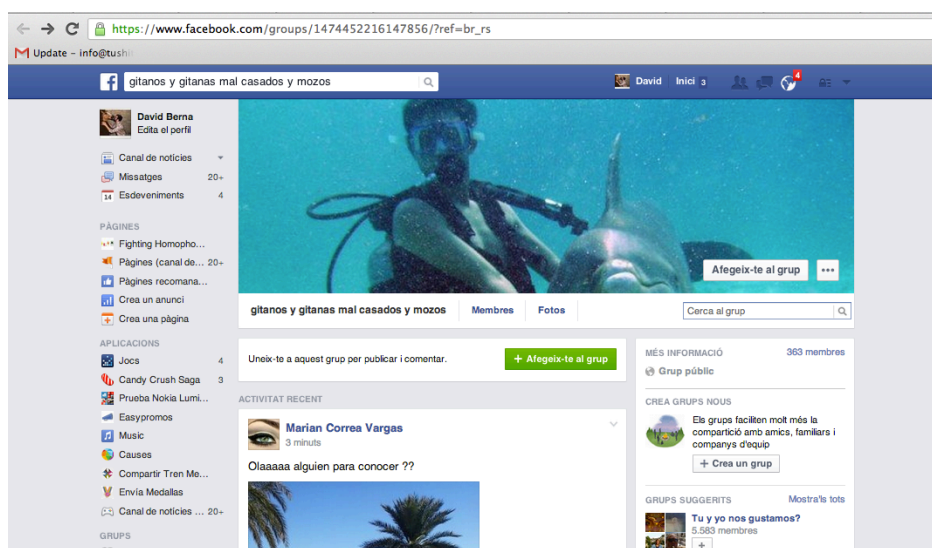 https://www.facebook.com/groups/1474452216147856/?ref=br_rs
Update – info@tushi
gitanos y gitanas mal casados y mozos
David Inici 3
4
David Berna
Edita el perfil
Canal de notícies
Missatges 20+
14 Esdeveniments 4
PÀGINES
Fighting Homopho...
Pàgines (canal de... 20+
Pàgines recomana...
Crea un anunci
Crea una pàgina
APLICACIONS
Jocs 4
Candy Crush Saga 3
Prueba Nokia Lumi...
Easypromos
Music
Causes
Compartir Tren Me...
Envía Medallas
Canal de notícies ... 20+
GRUPS
Afegeix-te al grup
gitanos y gitanas mal casados y mozos Membres Fotos
Cerca al grup
Uneix-te a aquest grup per publicar i comentar.
+ Afegeix-te al grup
ACTIVITAT RECENT
Marian Correa Vargas
3 minuts
Olaaaaa alguien para conocer ??
MÉS INFORMACIÓ 363 membres
Grup públic
CREA GRUPS NOUS
Els grups faciliten molt més la
compartició amb amics, familiars i
companys d'equip
+ Crea un grup
GRUPS SUGGERITS Mostra'ls tots
Tu y yo nos gustamos?
5.583 membres
+